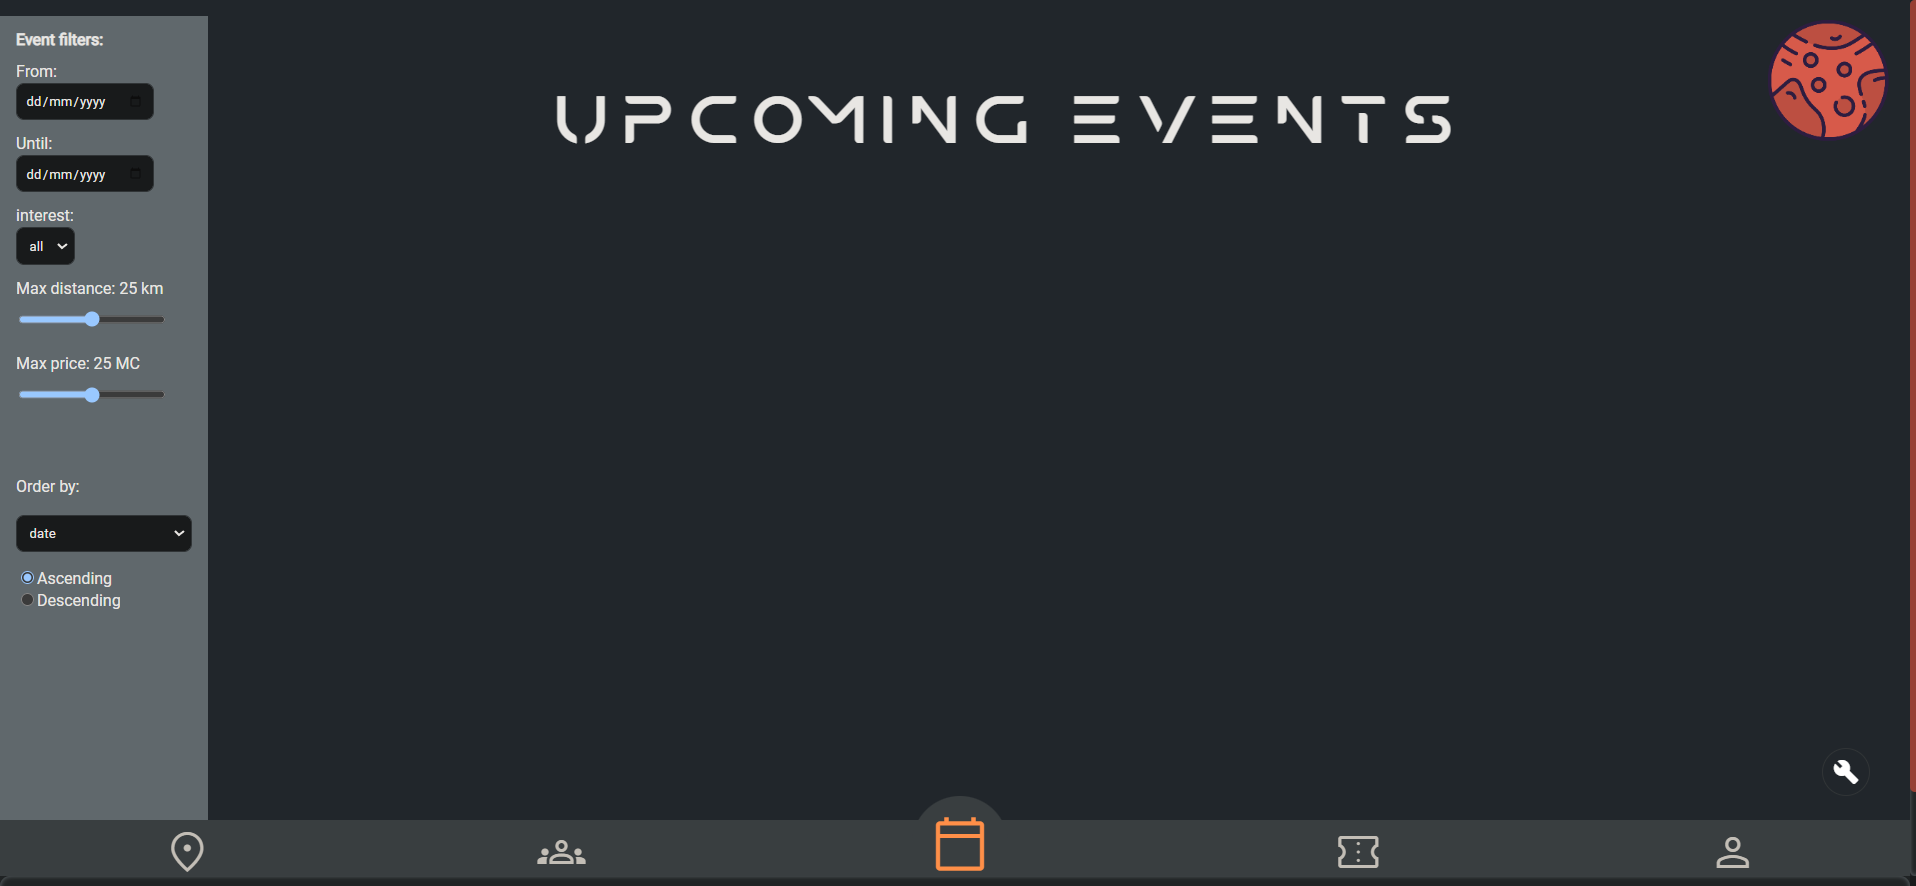 UPCOMING EVENTS
Event filters:
From:
dd/mm/yyyy
Until:
dd/mm/yyyy
interest:
all
Max distance: 25 km
Max price: 25 MC
Order by:
date
Ascending
Descending